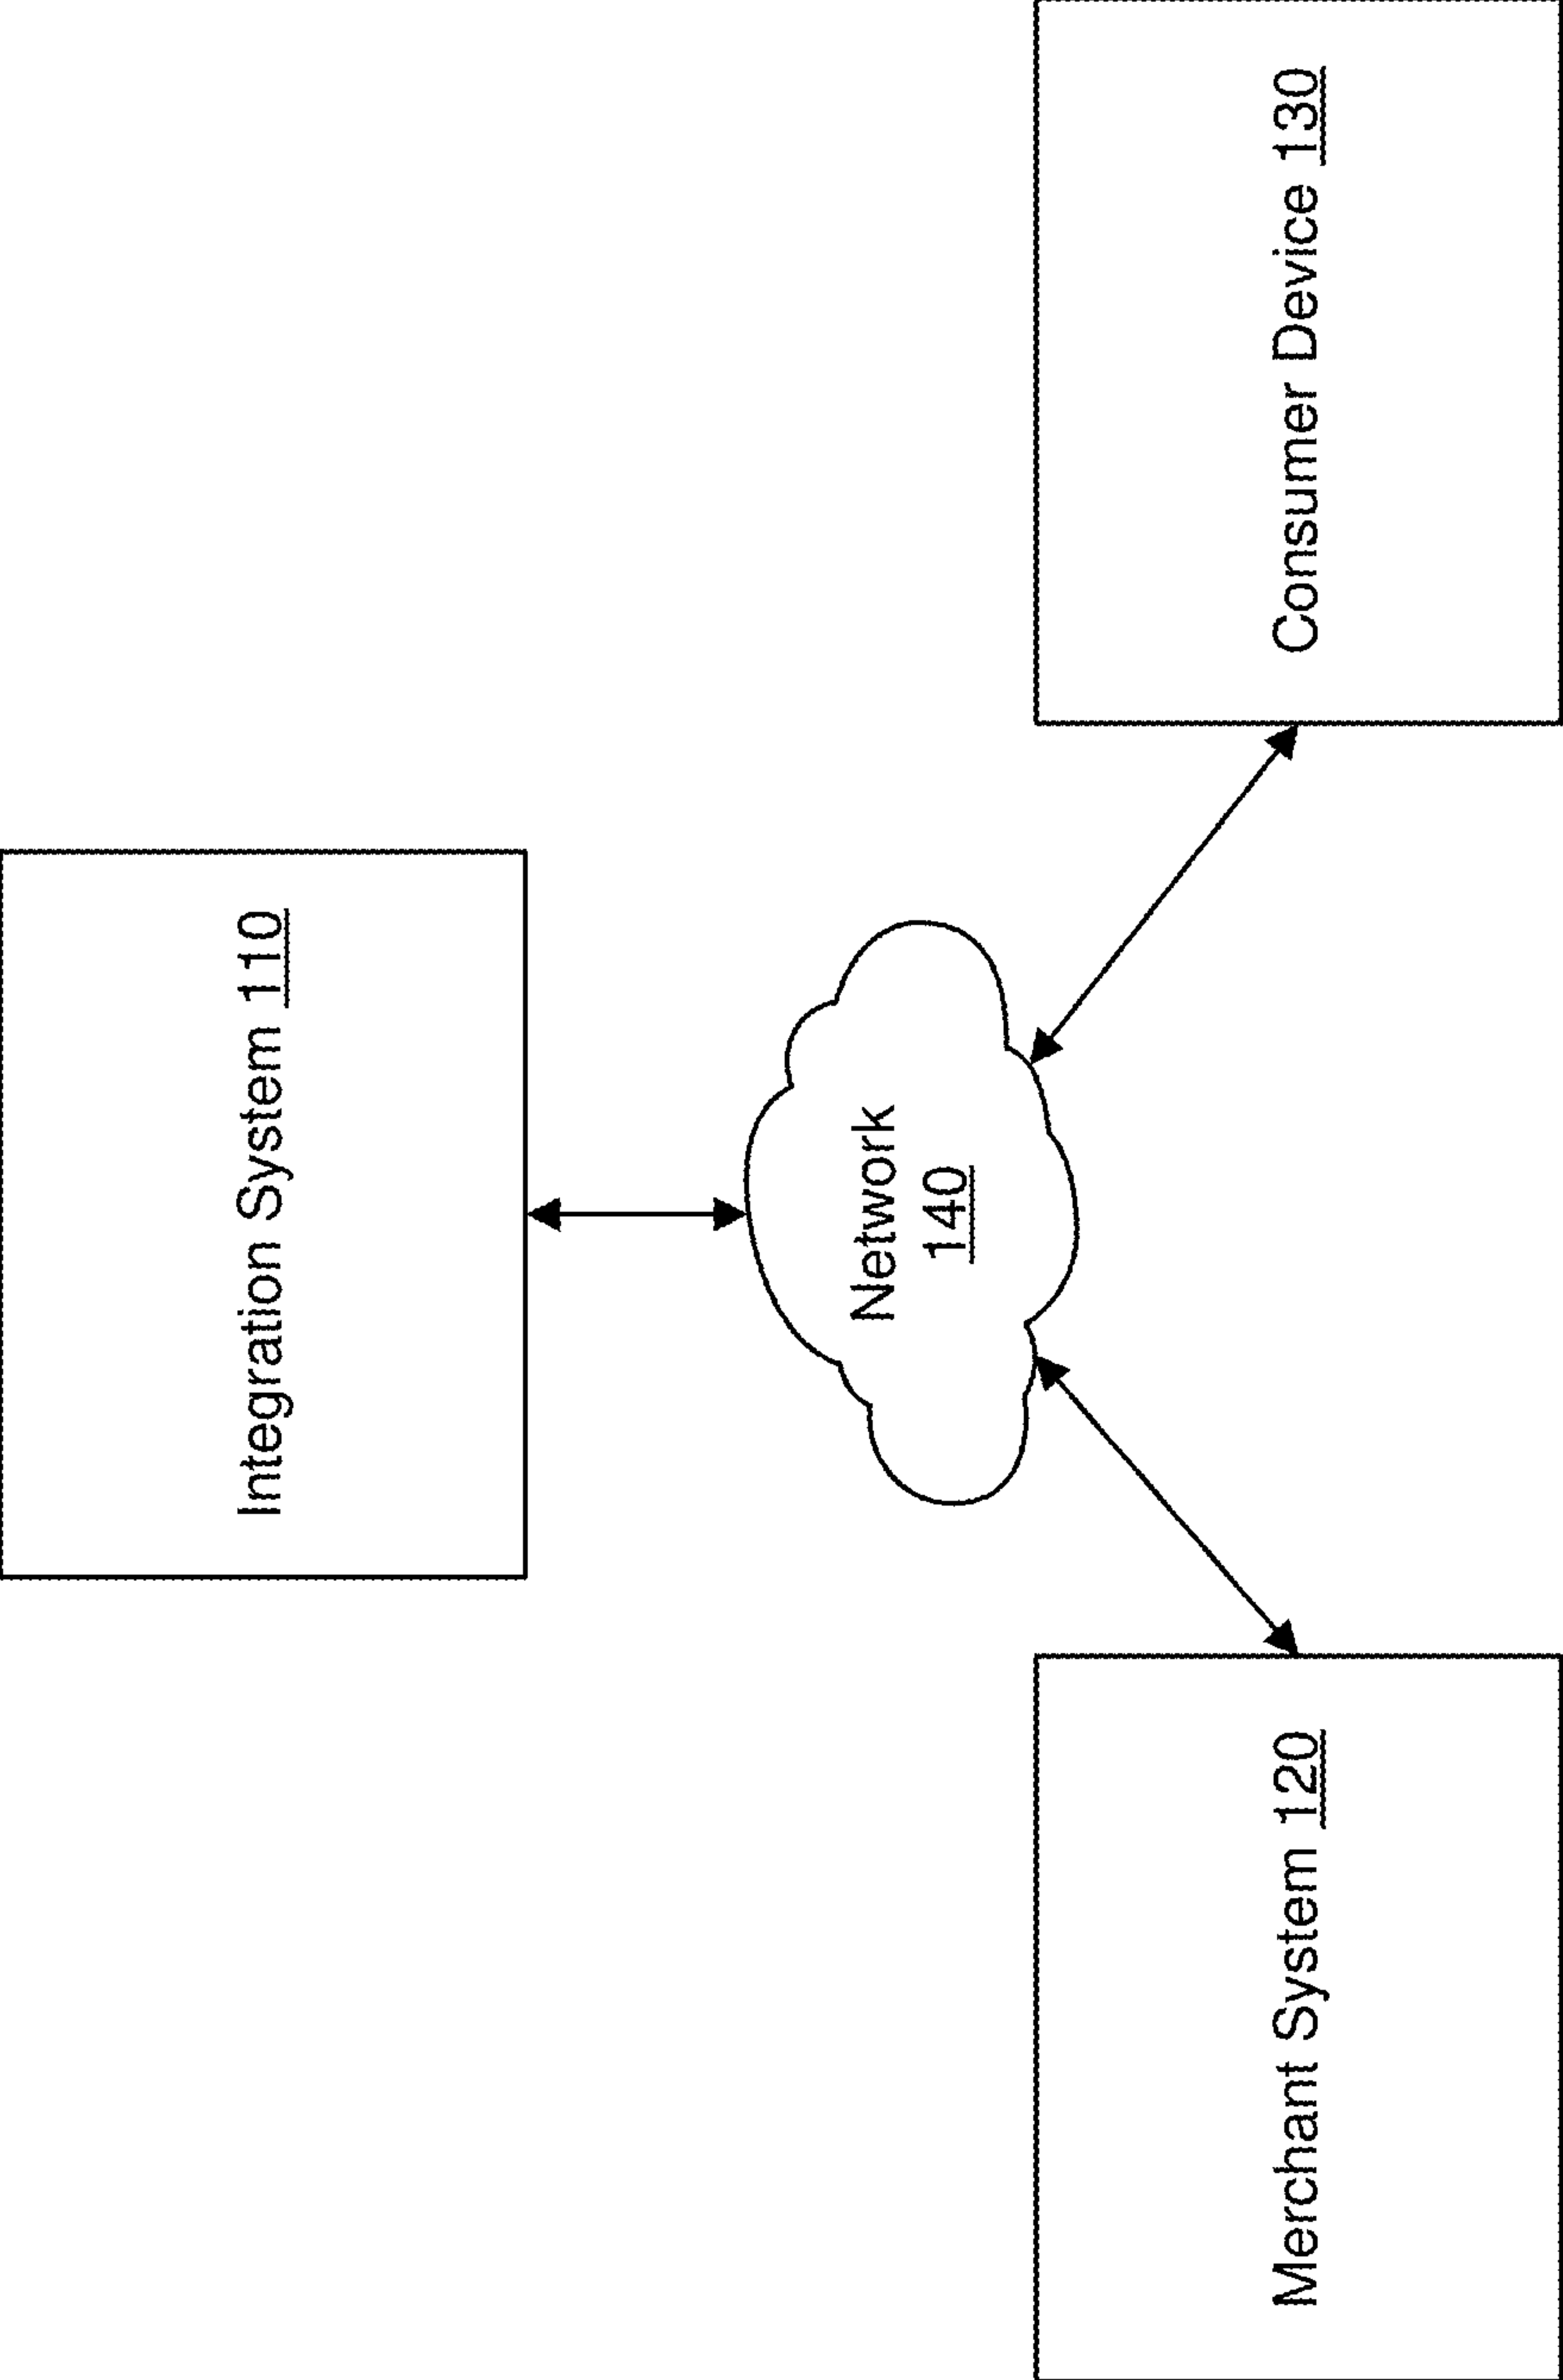 Integration System 110
Network
140
Merchant System 120
Consumer Device 130